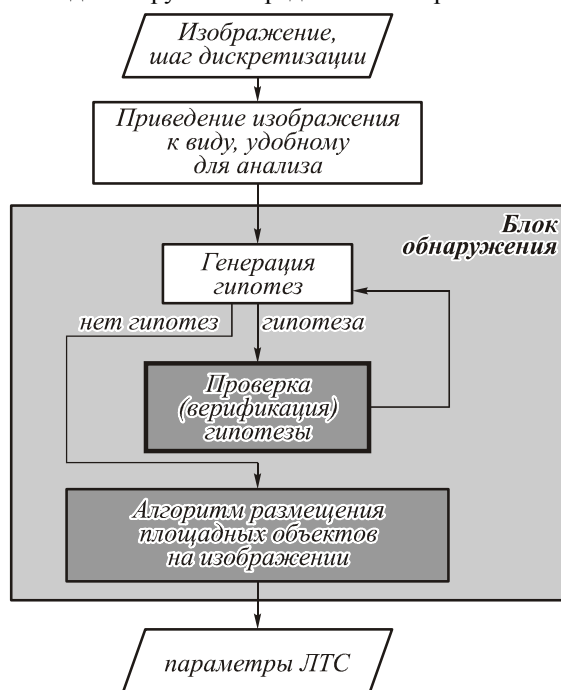 Изображение,
шаг дискретизации
Приведение изображения
к виду, удобному
для анализа
Блок
обнаружения
Генерация
гипотез
нет гипотез
гипотеза
Проверка
(верификация)
гипотезы
Алгоритм размещения
площадных объектов
на изображении
параметры ЛТС